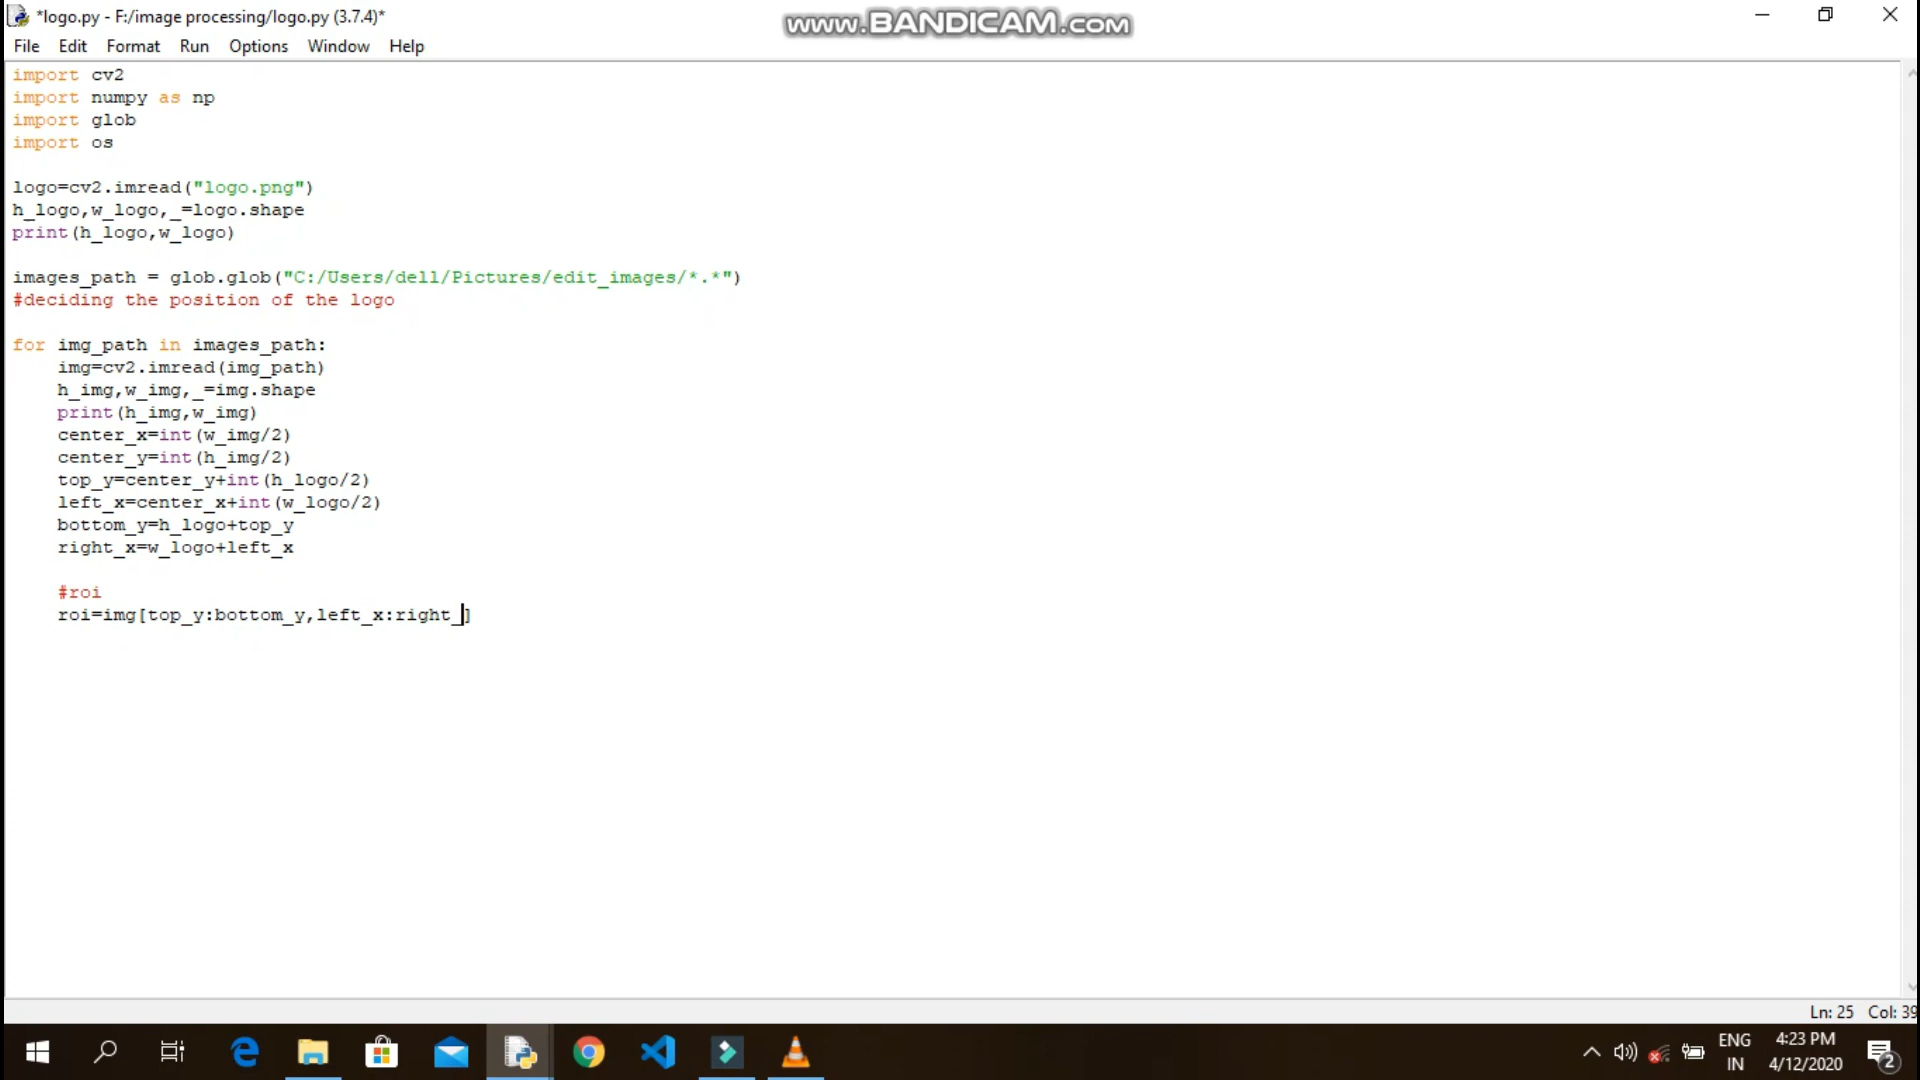 *logo.py - F:/image processing/logo.py (3.7.4)*
www.BANDICAM.com
File Edit Format Run Options Window Help
import cv2
import numpy as np
import glob
import os
logo=cv2.imread("logo.png")
h_logo,w_logo,_=logo.shape
print(h_logo,w_logo)
images_path = glob.glob("C:/Users/dell/Pictures/edit_images/*.*")
#deciding the position of the logo
for img_path in images_path:
    img=cv2.imread(img_path)
    h_img,w_img,_=img.shape
    print(h_img,w_img)
    center_x=int(w_img/2)
    center_y=int(h_img/2)
    top_y=center_y+int(h_logo/2)
    left_x=center_x+int(w_logo/2)
    bottom_y=h_logo+top_y
    right_x=w_logo+left_x
    #roi
    roi=img[top_y:bottom_y,left_x:right_]
Ln: 25 Col: 39
ENG 4:23 PM
IN 4/12/2020
2